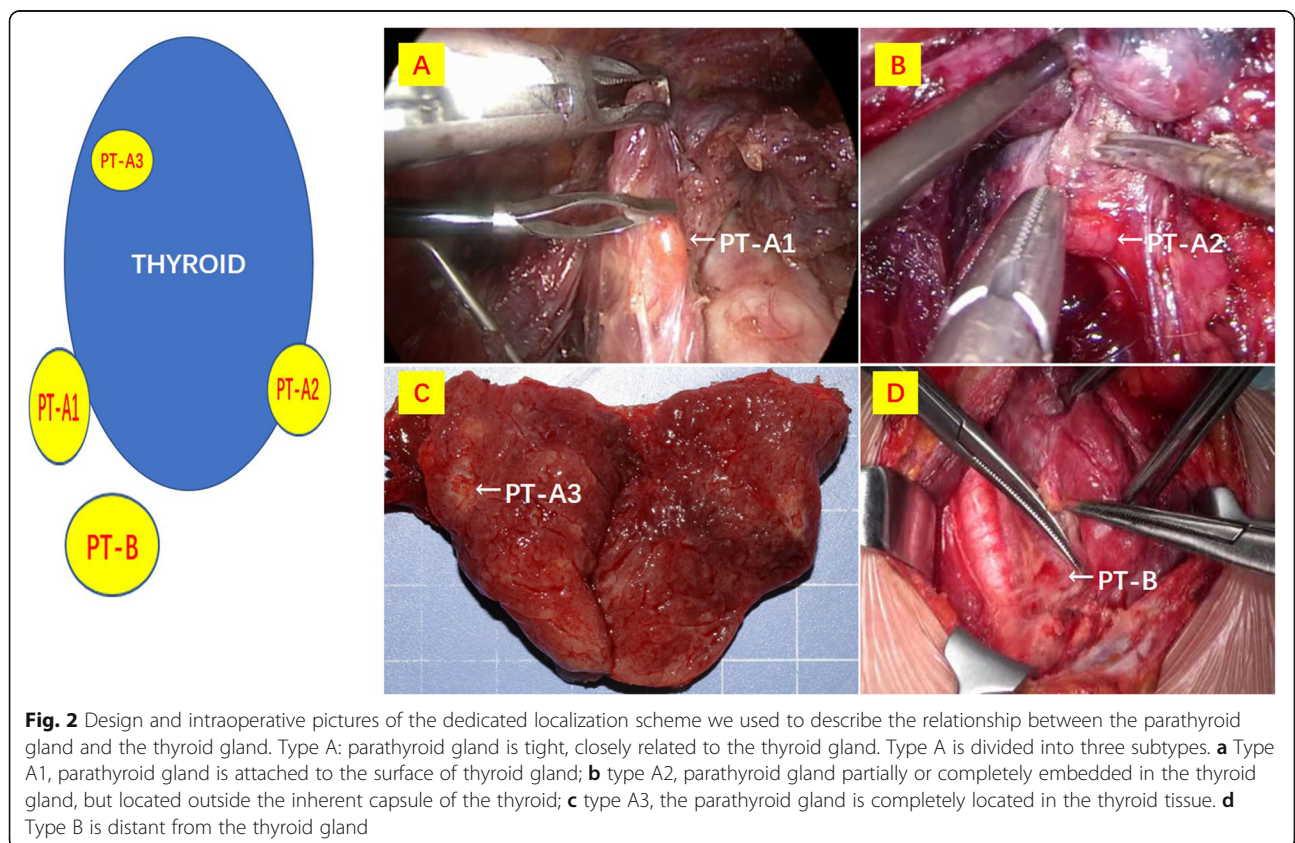 PT-A3
THYROID
PT-A1
PT-A2
PT-B
A
←PT-A1
B
←PT-A2
C
←PT-A3
D
←PT-B
Fig. 2 Design and intraoperative pictures of the dedicated localization scheme we used to describe the relationship between the parathyroid
gland and the thyroid gland. Type A: parathyroid gland is tight, closely related to the thyroid gland. Type A is divided into three subtypes. a Type
A1, parathyroid gland is attached to the surface of thyroid gland; b type A2, parathyroid gland partially or completely embedded in the thyroid
gland, but located outside the inherent capsule of the thyroid; c type A3, the parathyroid gland is completely located in the thyroid tissue. d
Type B is distant from the thyroid gland